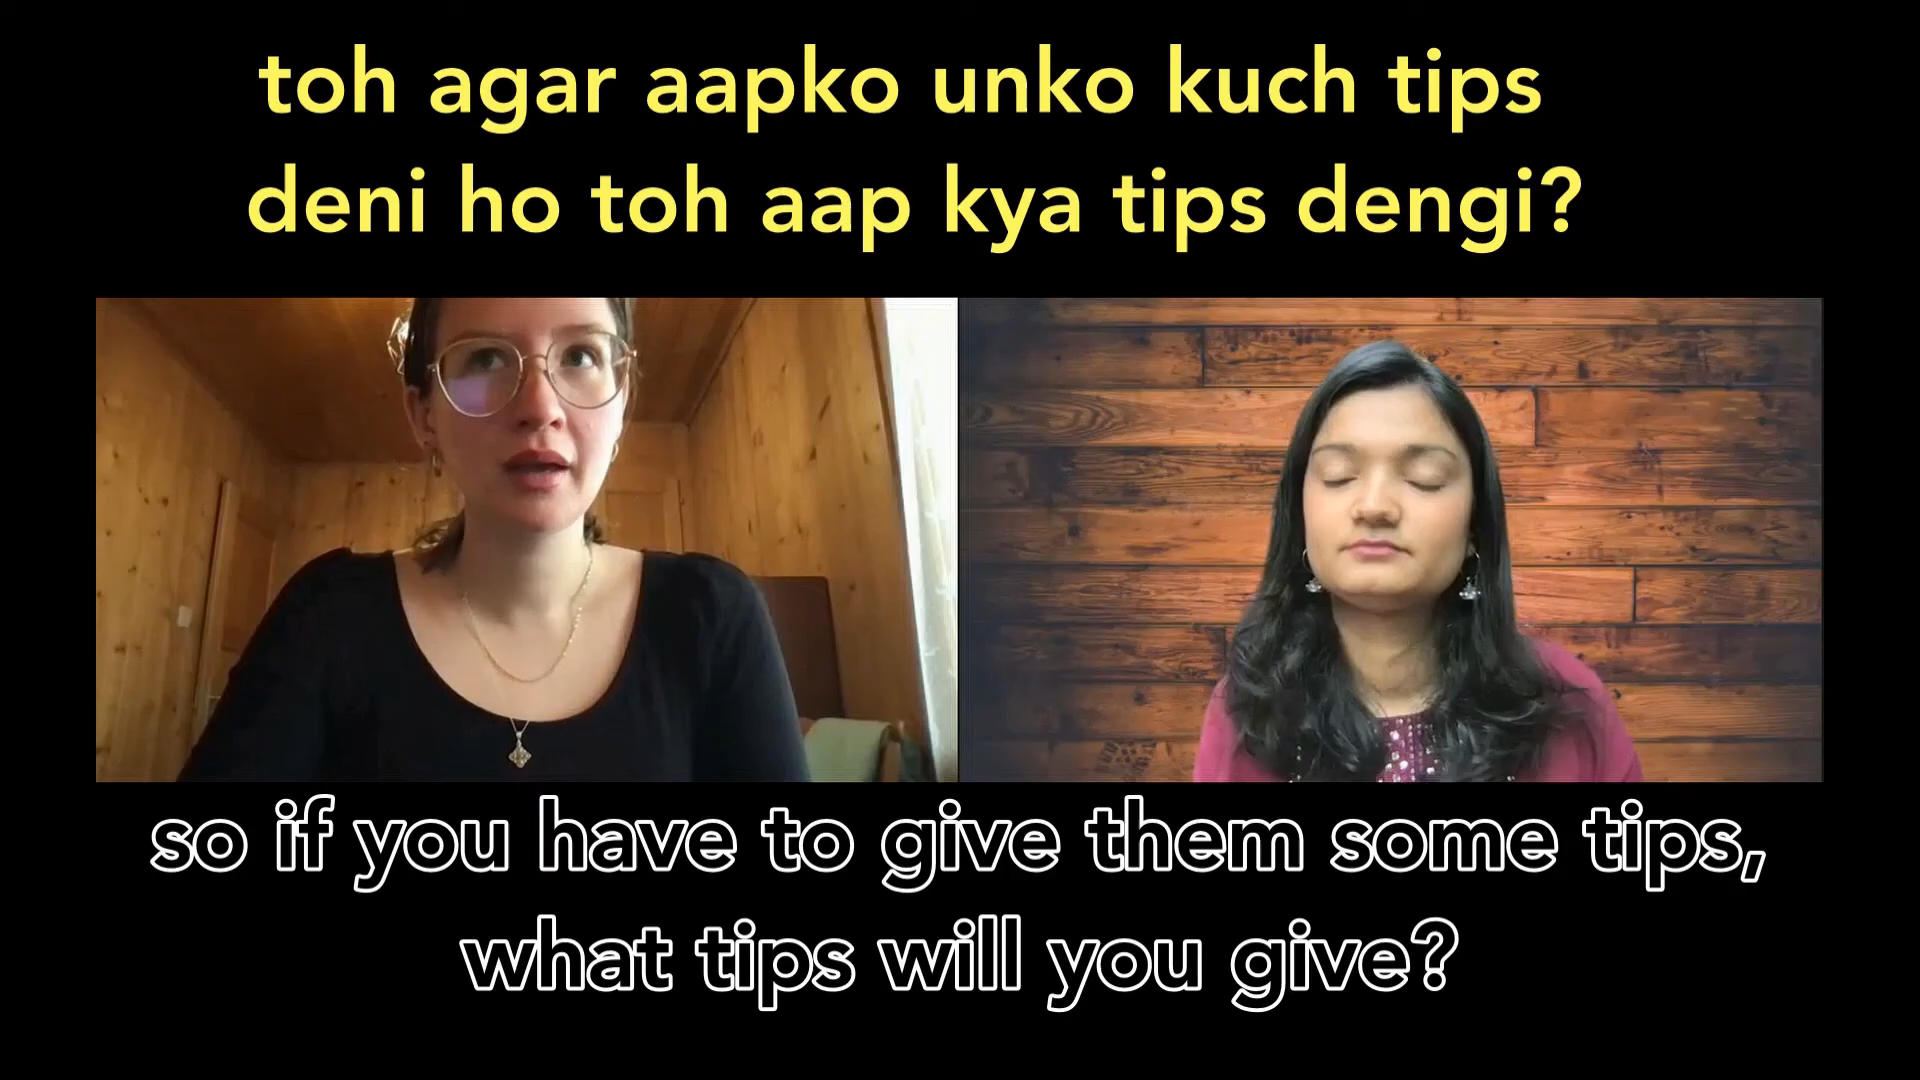 toh agar aapko unko kuch tips
deni ho toh aap kya tips dengi?
so if you have to give them some tips,
what tips will you give?